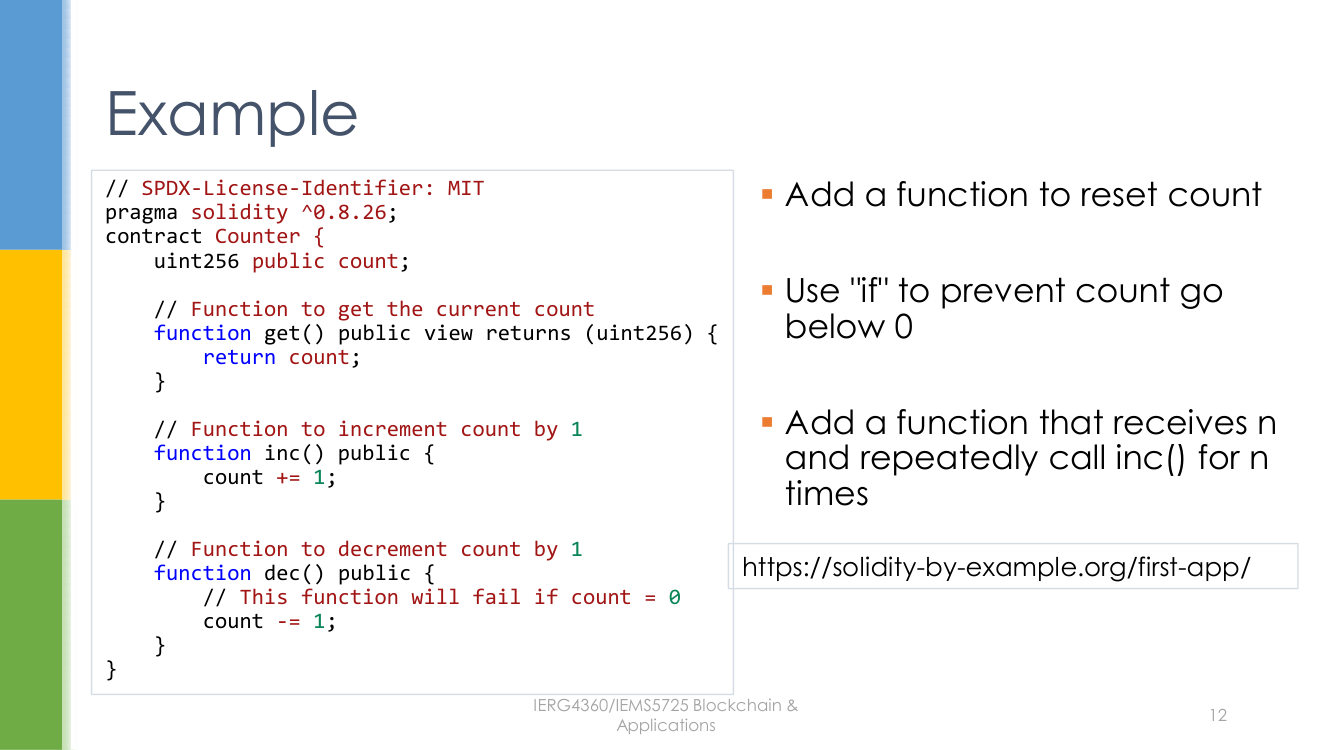 Example
// SPDX-License-Identifier: MIT
pragma solidity ^0.8.26;
contract Counter {
    uint256 public count;

    // Function to get the current count
    function get() public view returns (uint256) {
        return count;
    }

    // Function to increment count by 1
    function inc() public {
        count += 1;
    }

    // Function to decrement count by 1
    function dec() public {
        // This function will fail if count = 0
        count -= 1;
    }
}
▪ Add a function to reset count
▪ Use "if" to prevent count go
below 0
▪ Add a function that receives n
and repeatedly call inc() for n
times
https://solidity-by-example.org/first-app/
IERG4360/IEMS5725 Blockchain &
Applications
12